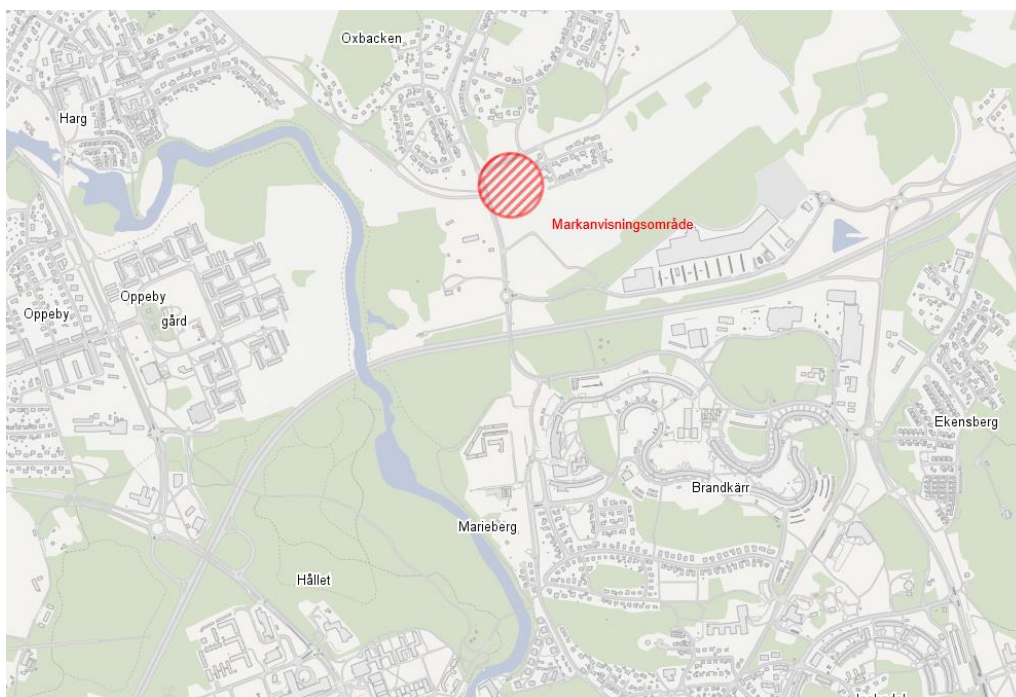 Oxbacken
Harg
Markanvisningsområde
Oppeby
gård
Oppeby
Ekensberg
Brandkärr
Marieberg
Hållet